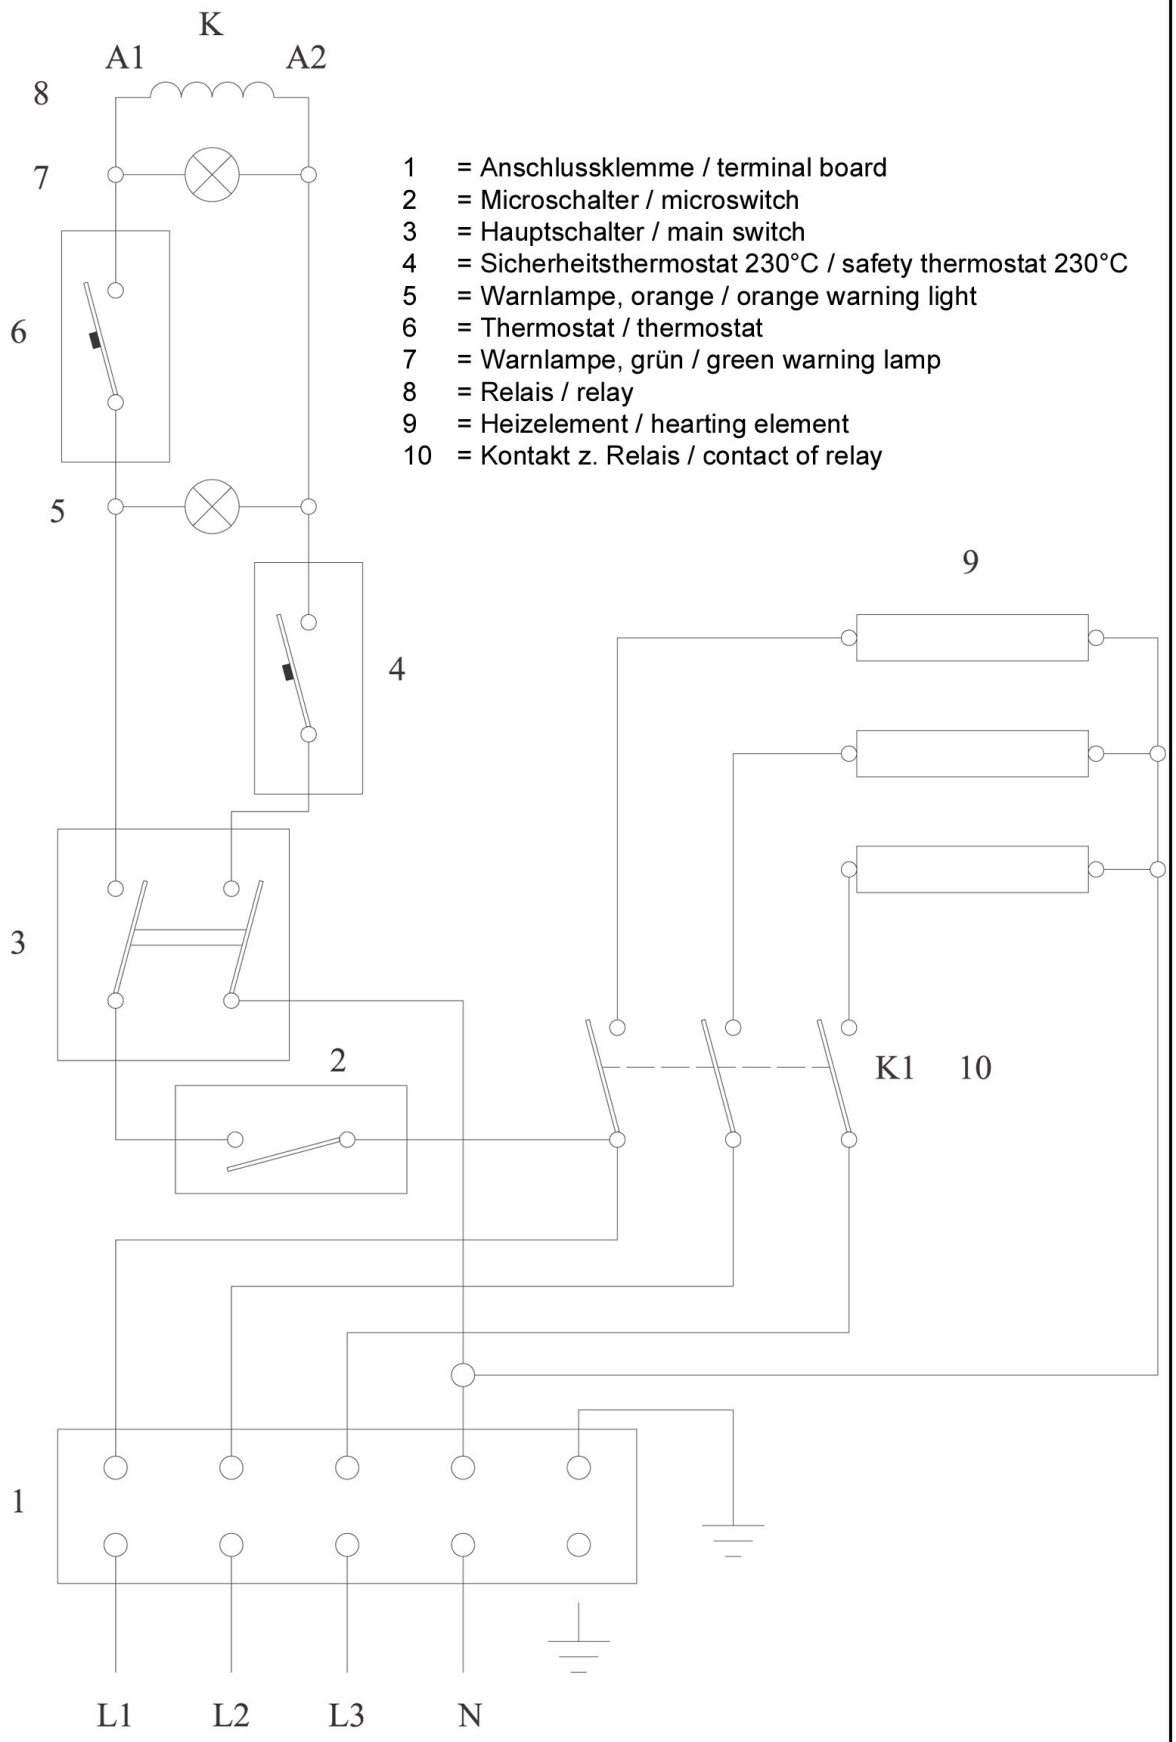 K
A1 A2
8
7
1 = Anschlussklemme / terminal board
2 = Microschalter / microswitch
3 = Hauptschalter / main switch
4 = Sicherheitsthermostat 230°C / safety thermostat 230°C
5 = Warnlampe, orange / orange warning light
6 = Thermostat / thermostat
7 = Warnlampe, grün / green warning lamp
8 = Relais / relay
9 = Heizelement / hearting element
10 = Kontakt z. Relais / contact of relay
6
5
9
4
3
2
K1 10
1
L1 L2 L3 N